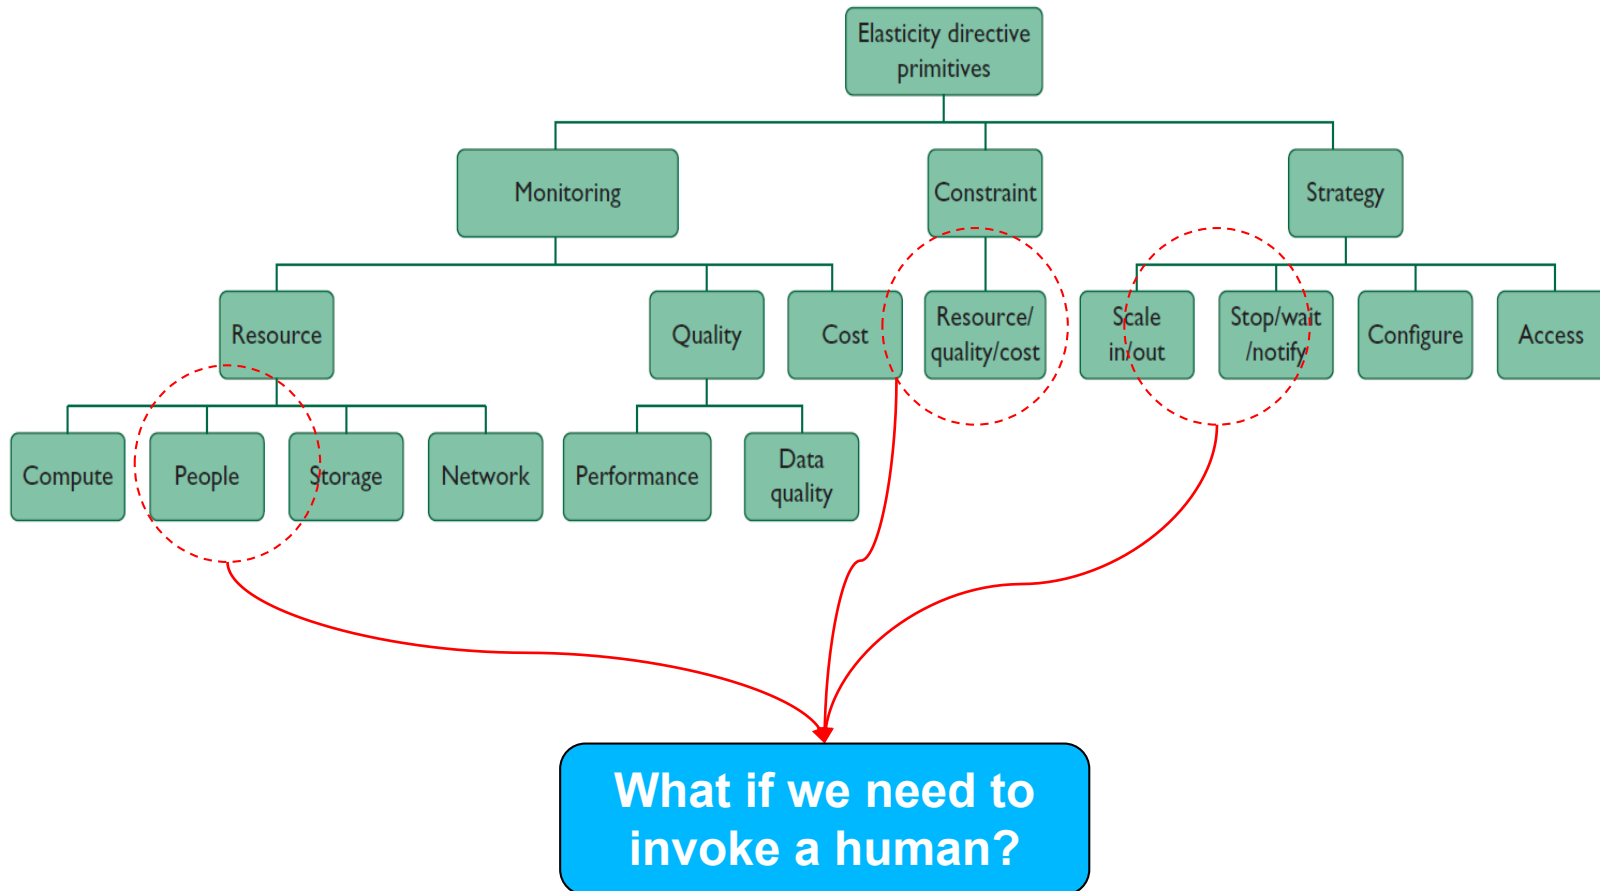 Elasticity directive
primitives
Monitoring
Constraint
Strategy
Resource
Quality
Cost
Resource/
quality/cost
Scale
in/out
Stop/wait
/notify
Configure
Access
Compute
People
Storage
Network
Performance
Data
quality
What if we need to
invoke a human?